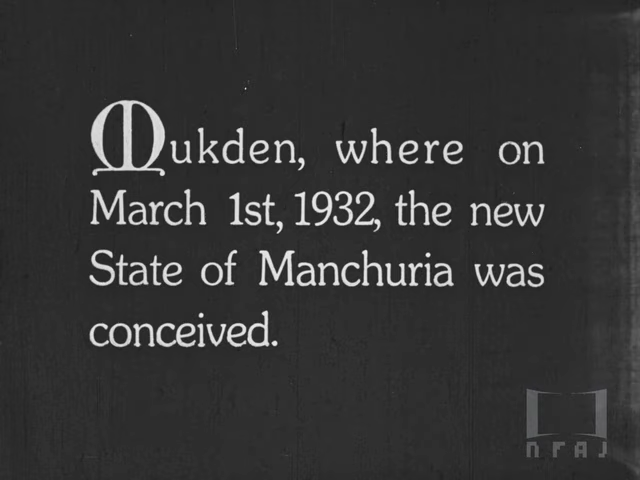 Mukden, where on
March 1st, 1932, the new
State of Manchuria was
conceived.
NFAJ